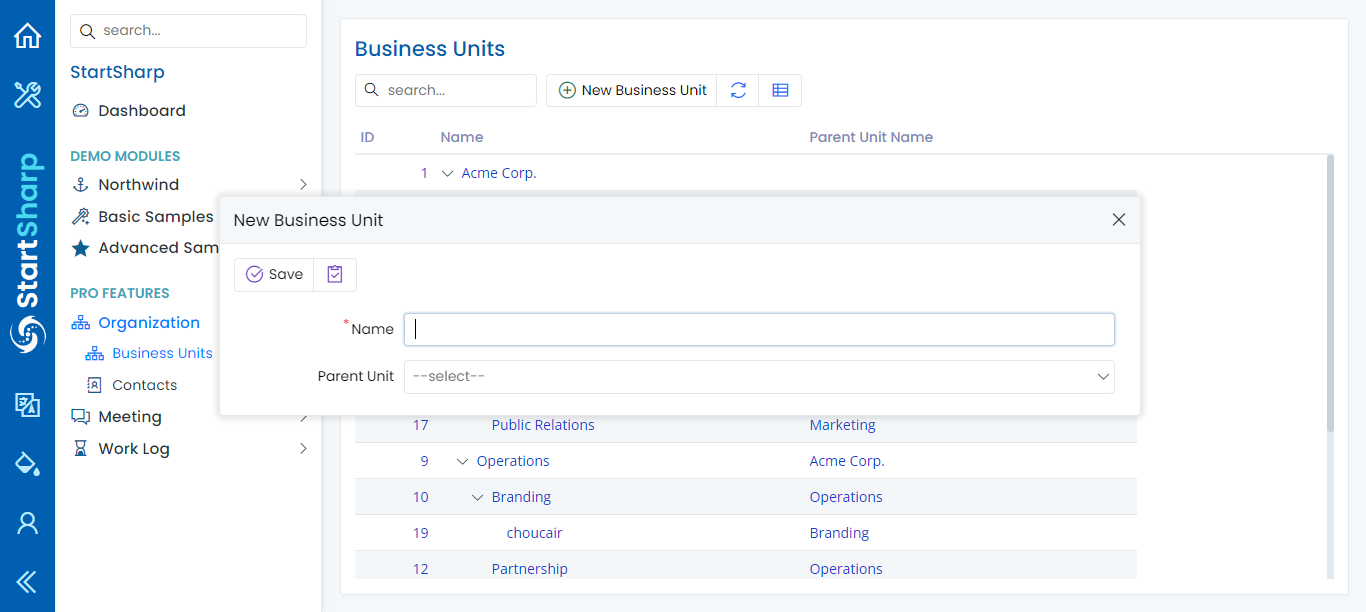 StartSharp
search...
StartSharp
Dashboard
DEMO MODULES
Northwind
Basic Samples
Advanced Sam
PRO FEATURES
Organization
Business Units
Contacts
Meeting
Work Log
Business Units
search...
New Business Unit
ID Name Parent Unit Name
1 Acme Corp.
New Business Unit
Save
*Name
Parent Unit --select--
17 Public Relations Marketing
9 Operations Acme Corp.
10 Branding Operations
19 choucair Branding
12 Partnership Operations